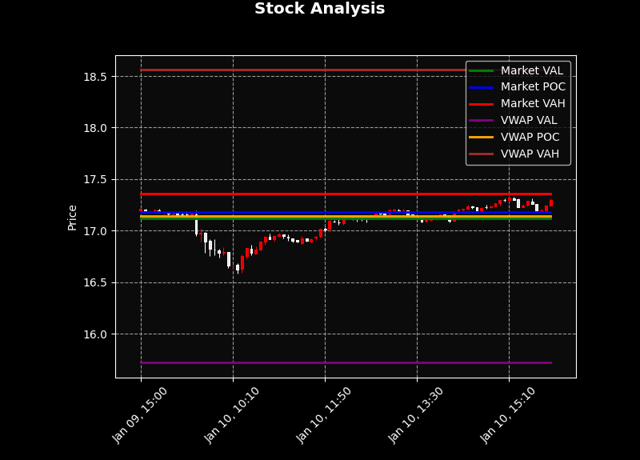 Stock Analysis
Market VAL
Market POC
Market VAH
VWAP VAL
VWAP POC
VWAP VAH
18.5
18.0
17.5
17.0
16.5
16.0
Price
Jan 09, 15:00
Jan 10, 10:10
Jan 10, 11:50
Jan 10, 13:30
Jan 10, 15:10